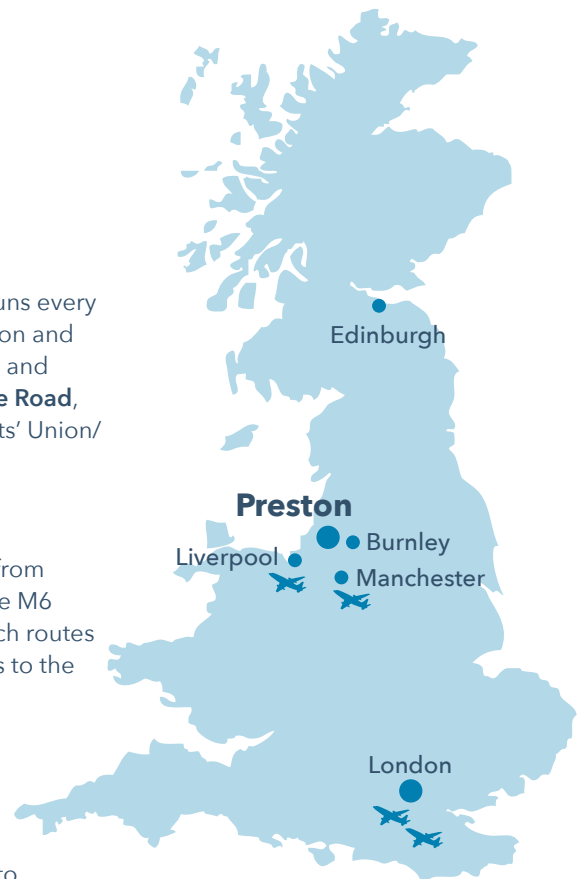 uns every
on and
and
e Road,
ts’ Union/
rom
e M6
ch routes
s to the
to
Edinburgh
Preston
Burnley
Liverpool
Manchester
London